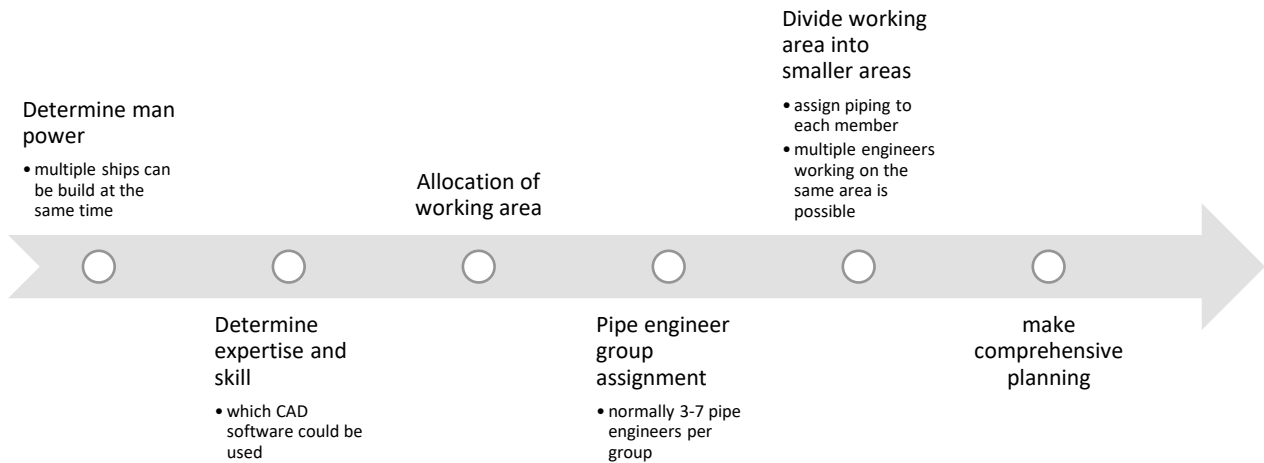 Determine man
power
• multiple ships can
be build at the
same time
Determine
expertise and
skill
• which CAD
software could be
used
Allocation of
working area
Pipe engineer
group
assignment
• normally 3-7 pipe
engineers per
group
Divide working
area into
smaller areas
• assign piping to
each member
• multiple engineers
working on the
same area is
possible
make
comprehensive
planning